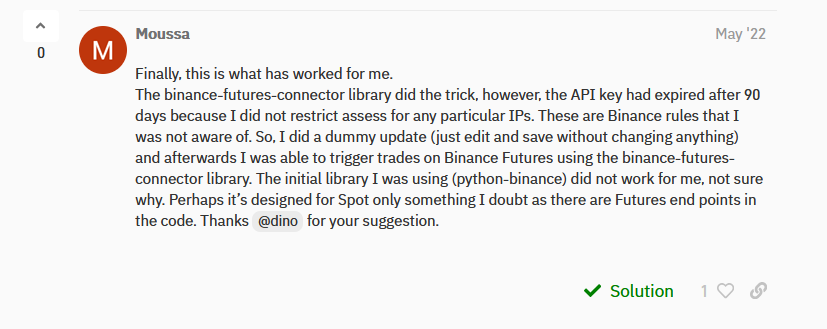 Moussa
May '22
0
M
Finally, this is what has worked for me.
The binance-futures-connector library did the trick, however, the API key had expired after 90
days because I did not restrict assess for any particular IPs. These are Binance rules that I
was not aware of. So, I did a dummy update (just edit and save without changing anything)
and afterwards I was able to trigger trades on Binance Futures using the binance-futures-
connector library. The initial library I was using (python-binance) did not work for me, not sure
why. Perhaps it’s designed for Spot only something I doubt as there are Futures end points in
the code. Thanks @dino for your suggestion.
Solution
1